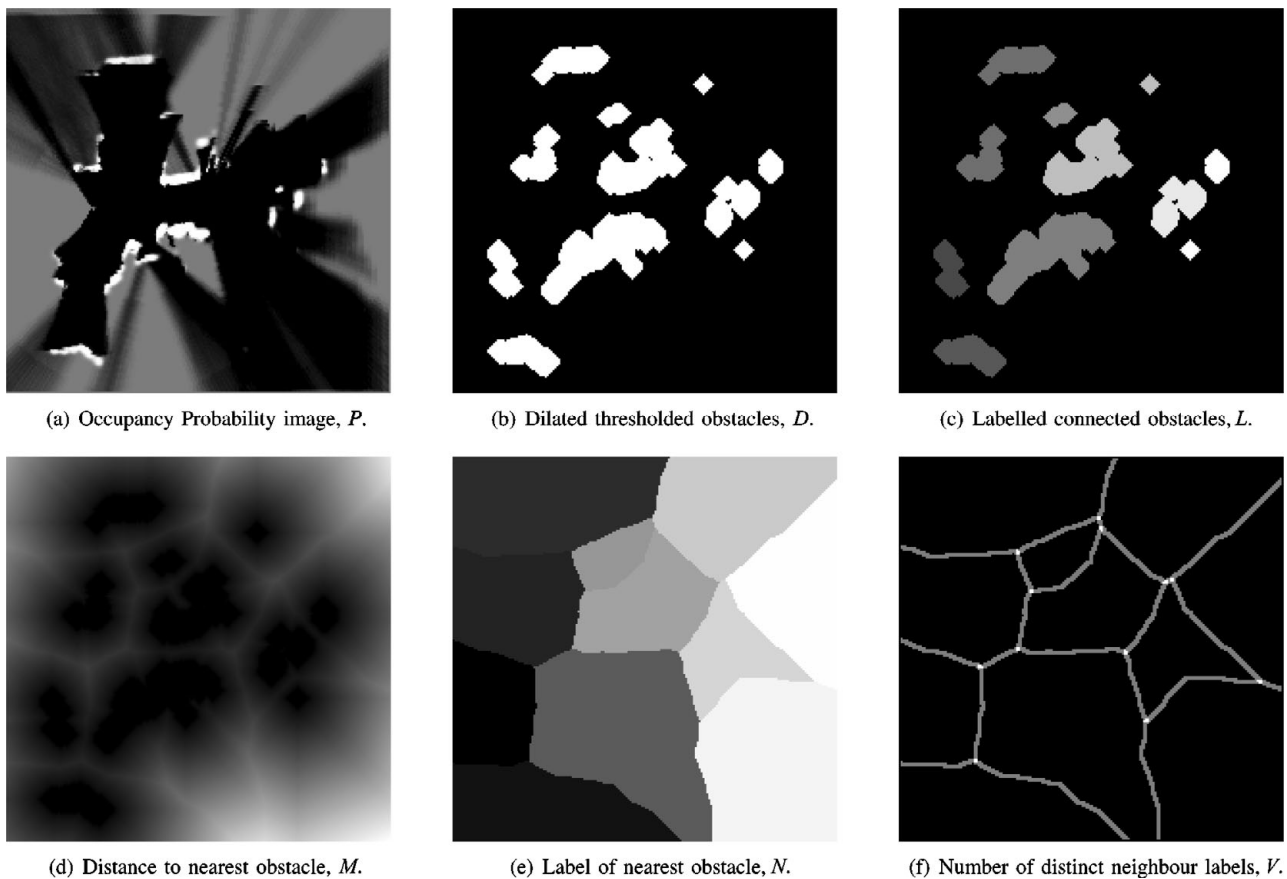 (a) Occupancy Probability image, P.
(b) Dilated thresholded obstacles, D.
(c) Labelled connected obstacles, L.
(d) Distance to nearest obstacle, M.
(e) Label of nearest obstacle, N.
(f) Number of distinct neighbour labels, V.